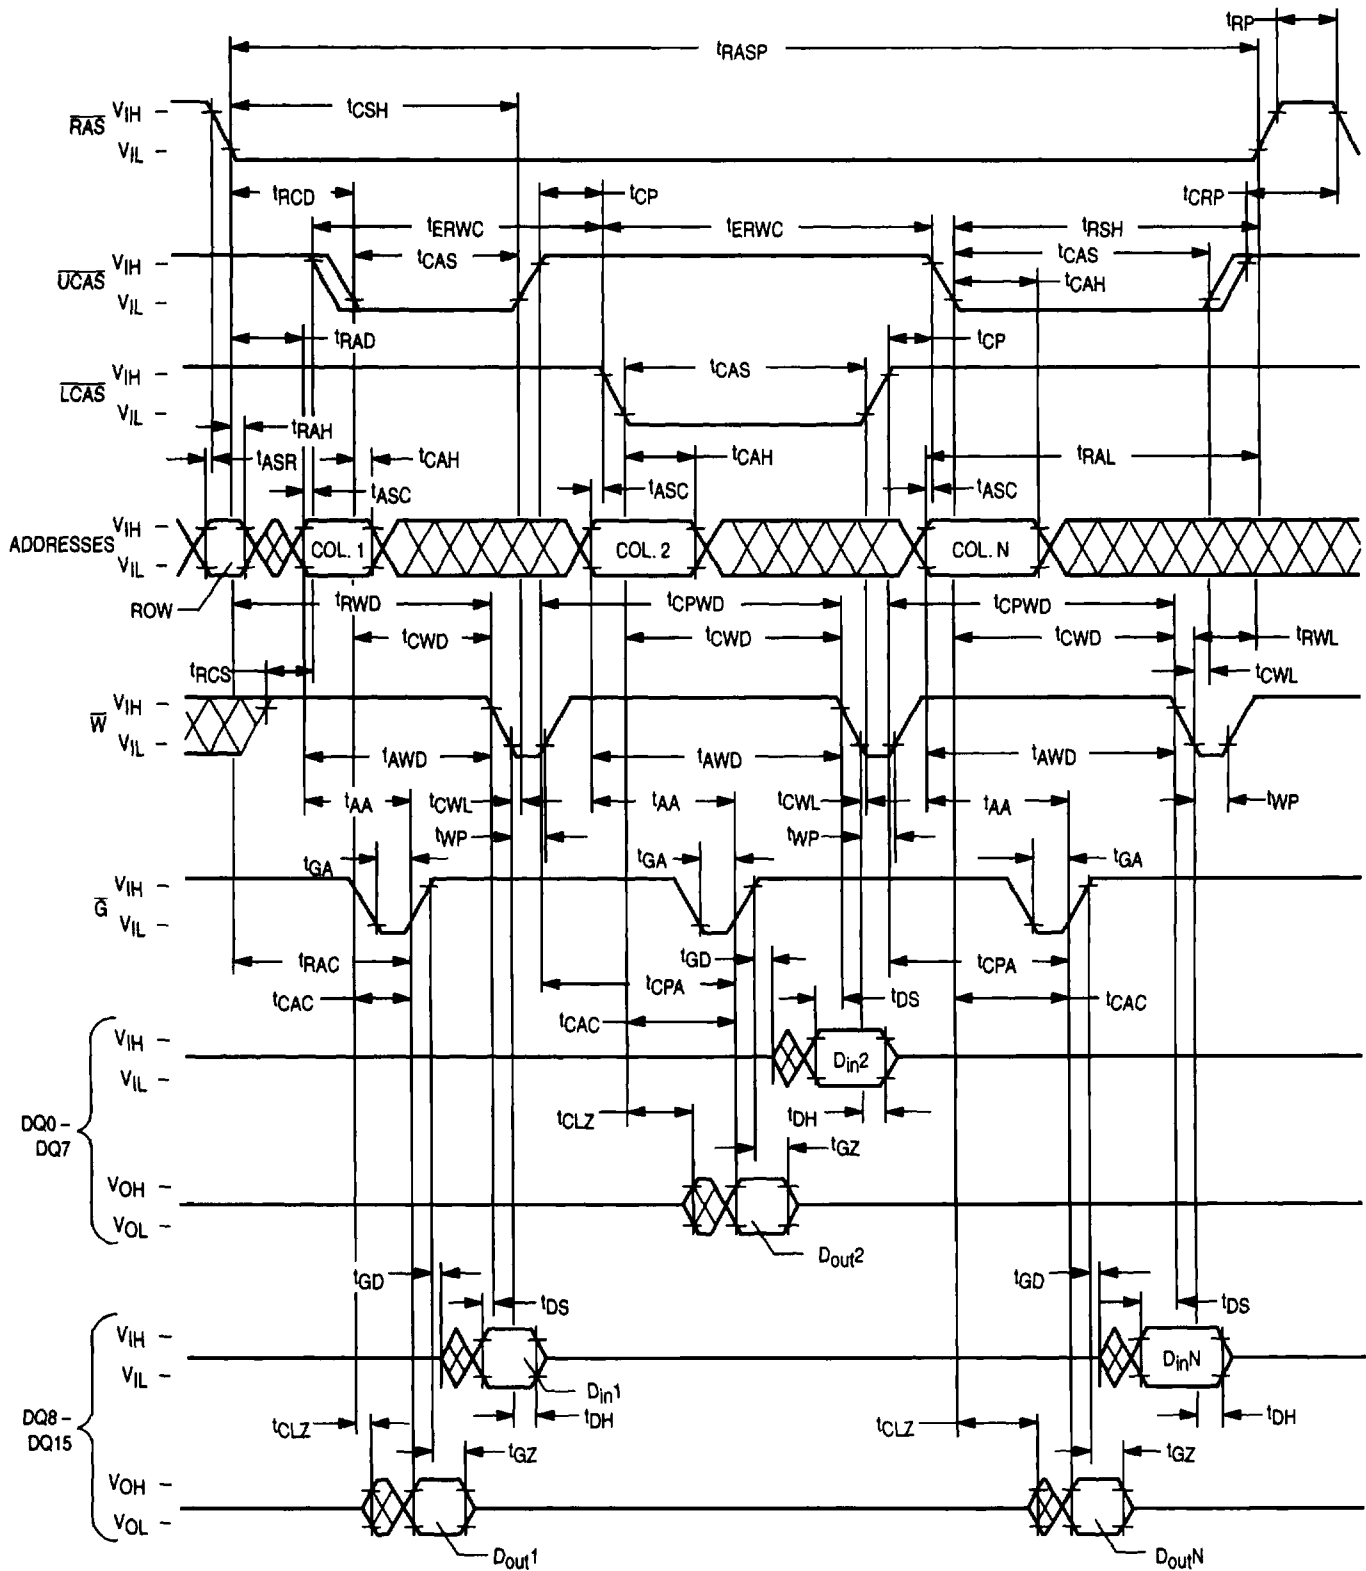 tRP
tRASP
tCSH
RAS
VIH
VIL
tRCD
tCP
tCRP
tERWC
tERWC
tRSH
UCAS
VIH
VIL
tCAS
tCAS
tCAH
tRAD
tCP
LCAS
VIH
VIL
tCAS
tRAH
tASR
tCAH
tCAH
tRAL
tASC
tASC
ADDRESSES
VIH
VIL
COL. 1
COL. 2
COL. N
ROW
tRWD
tCPWD
tCPWD
tCWD
tCWD
tCWD
tRWL
tRCS
tCWL
W
VIH
VIL
tAWD
tAWD
tAWD
tAA
tCWL
tAA
tCWL
tAA
tWP
tWP
tWP
tGA
tGA
tGA
G
VIH
VIL
tRAC
tGD
tCPA
tCPA
tCAC
tCAC
tDS
tCAC
DQ0 –
DQ7
VIH
VIL
Din2
tCLZ
tDH
tGZ
VOH
VOL
Dout2
tGD
tGD
tDS
tDS
DQ8 –
DQ15
VIH
VIL
Din1
DinN
tCLZ
tDH
tCLZ
tDH
tGZ
tGZ
VOH
VOL
Dout1
DoutN